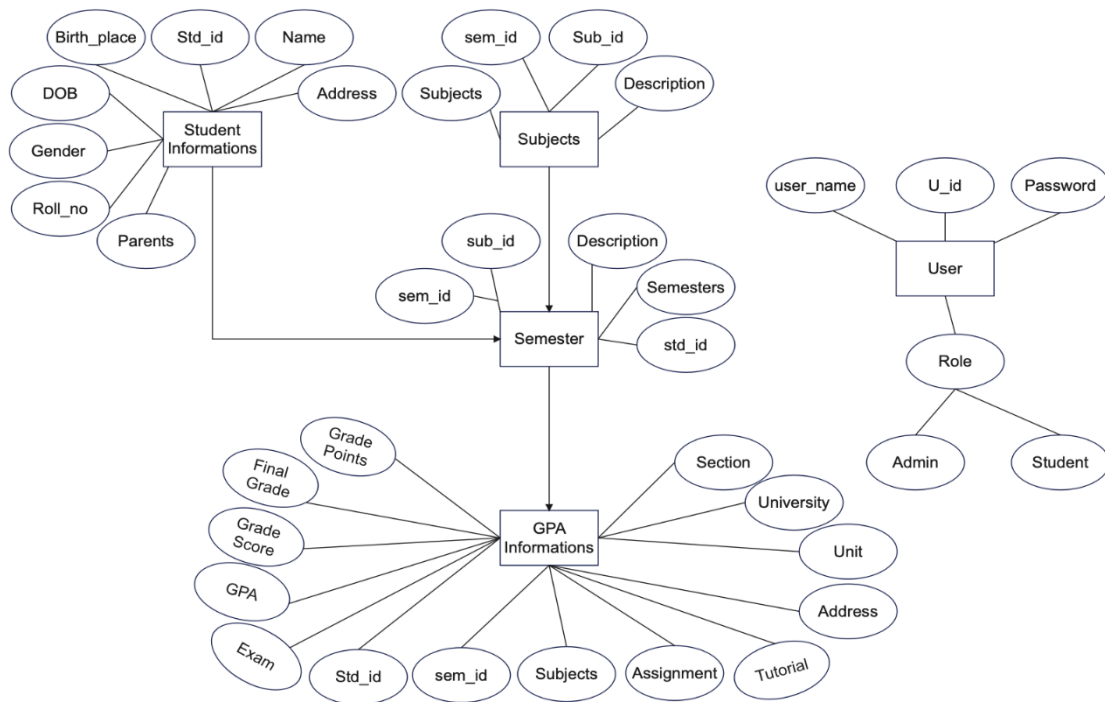 Birth_place
Std_id
Name
DOB
Address
Gender
Student
Informations
Roll_no
Parents
sem_id
Sub_id
Subjects
Description
Subjects
user_name
U_id
Password
User
Role
Admin
Student
sub_id
Description
sem_id
Semesters
Semester
std_id
Grade
Points
Final
Grade
Grade
Score
GPA
Exam
Std_id
sem_id
Subjects
Assignment
Tutorial
Address
Unit
University
Section
GPA
Informations